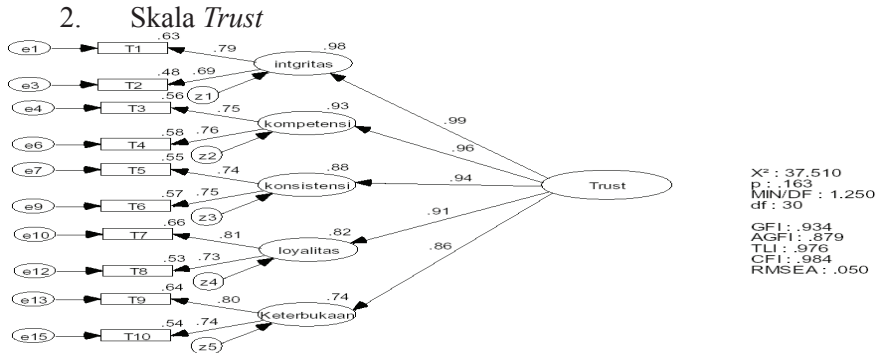 2. Skala Trust
e1 T1 .63 .79 intgritas .98
e3 T2 .48 .69 z1
e4 T3 .56 .75 kompetensi .93 .99
e6 T4 .58 .76 z2 .96
e7 T5 .55 .74 konsistensi .88 .94 Trust
e9 T6 .57 .75 z3
e10 T7 .66 .81 loyalitas .82 .91
e12 T8 .53 .73 z4 .86
e13 T9 .64 .80 Keterbukaan .74
e15 T10 .54 .74 z5
X² : 37.510
p : .163
MIN/DF : 1.250
df : 30
GFI : .934
AGFI : .879
TLI : .976
CFI : .984
RMSEA : .050